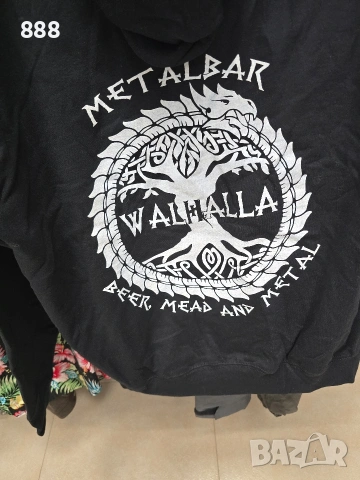 888
METALBAR
WALHALLA
BEER, MEAD AND METAL
BAZAR